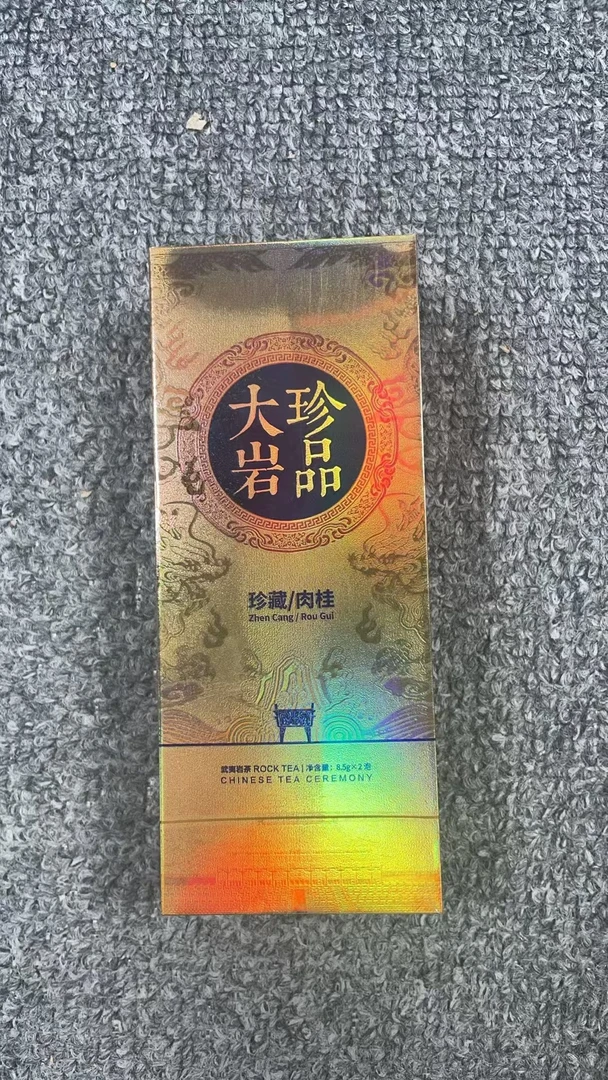 珍品
大岩
珍藏/肉桂
Zhen Cang / Rou Gui
武夷岩茶 ROCK TEA | 净含量：8.5g×2泡
CHINESE TEA CEREMONY